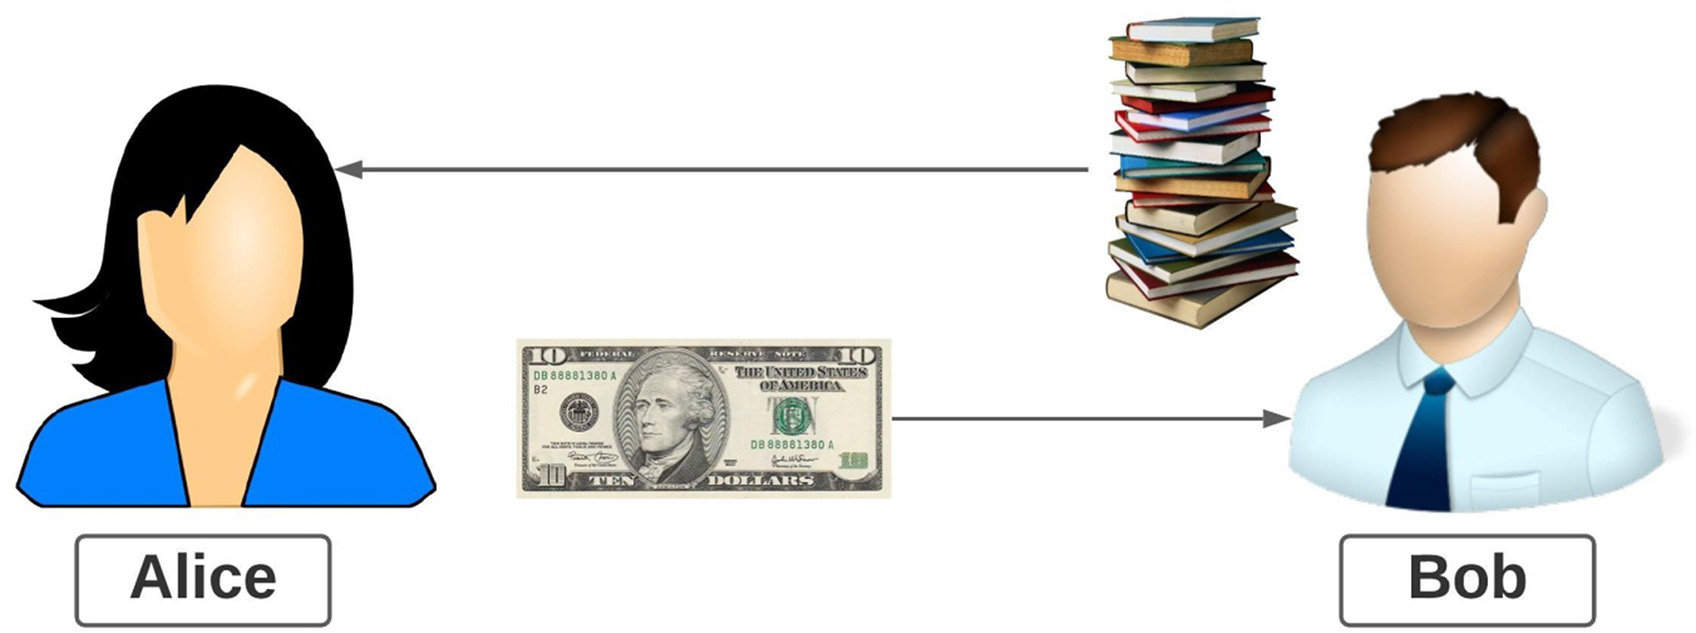 10 FEDERAL RESERVE NOTE 10
DB 88881380 A
THE UNITED STATES
OF AMERICA
B2
TEN
DB 88881380 A
10
TEN DOLLARS
10
Alice
Bob